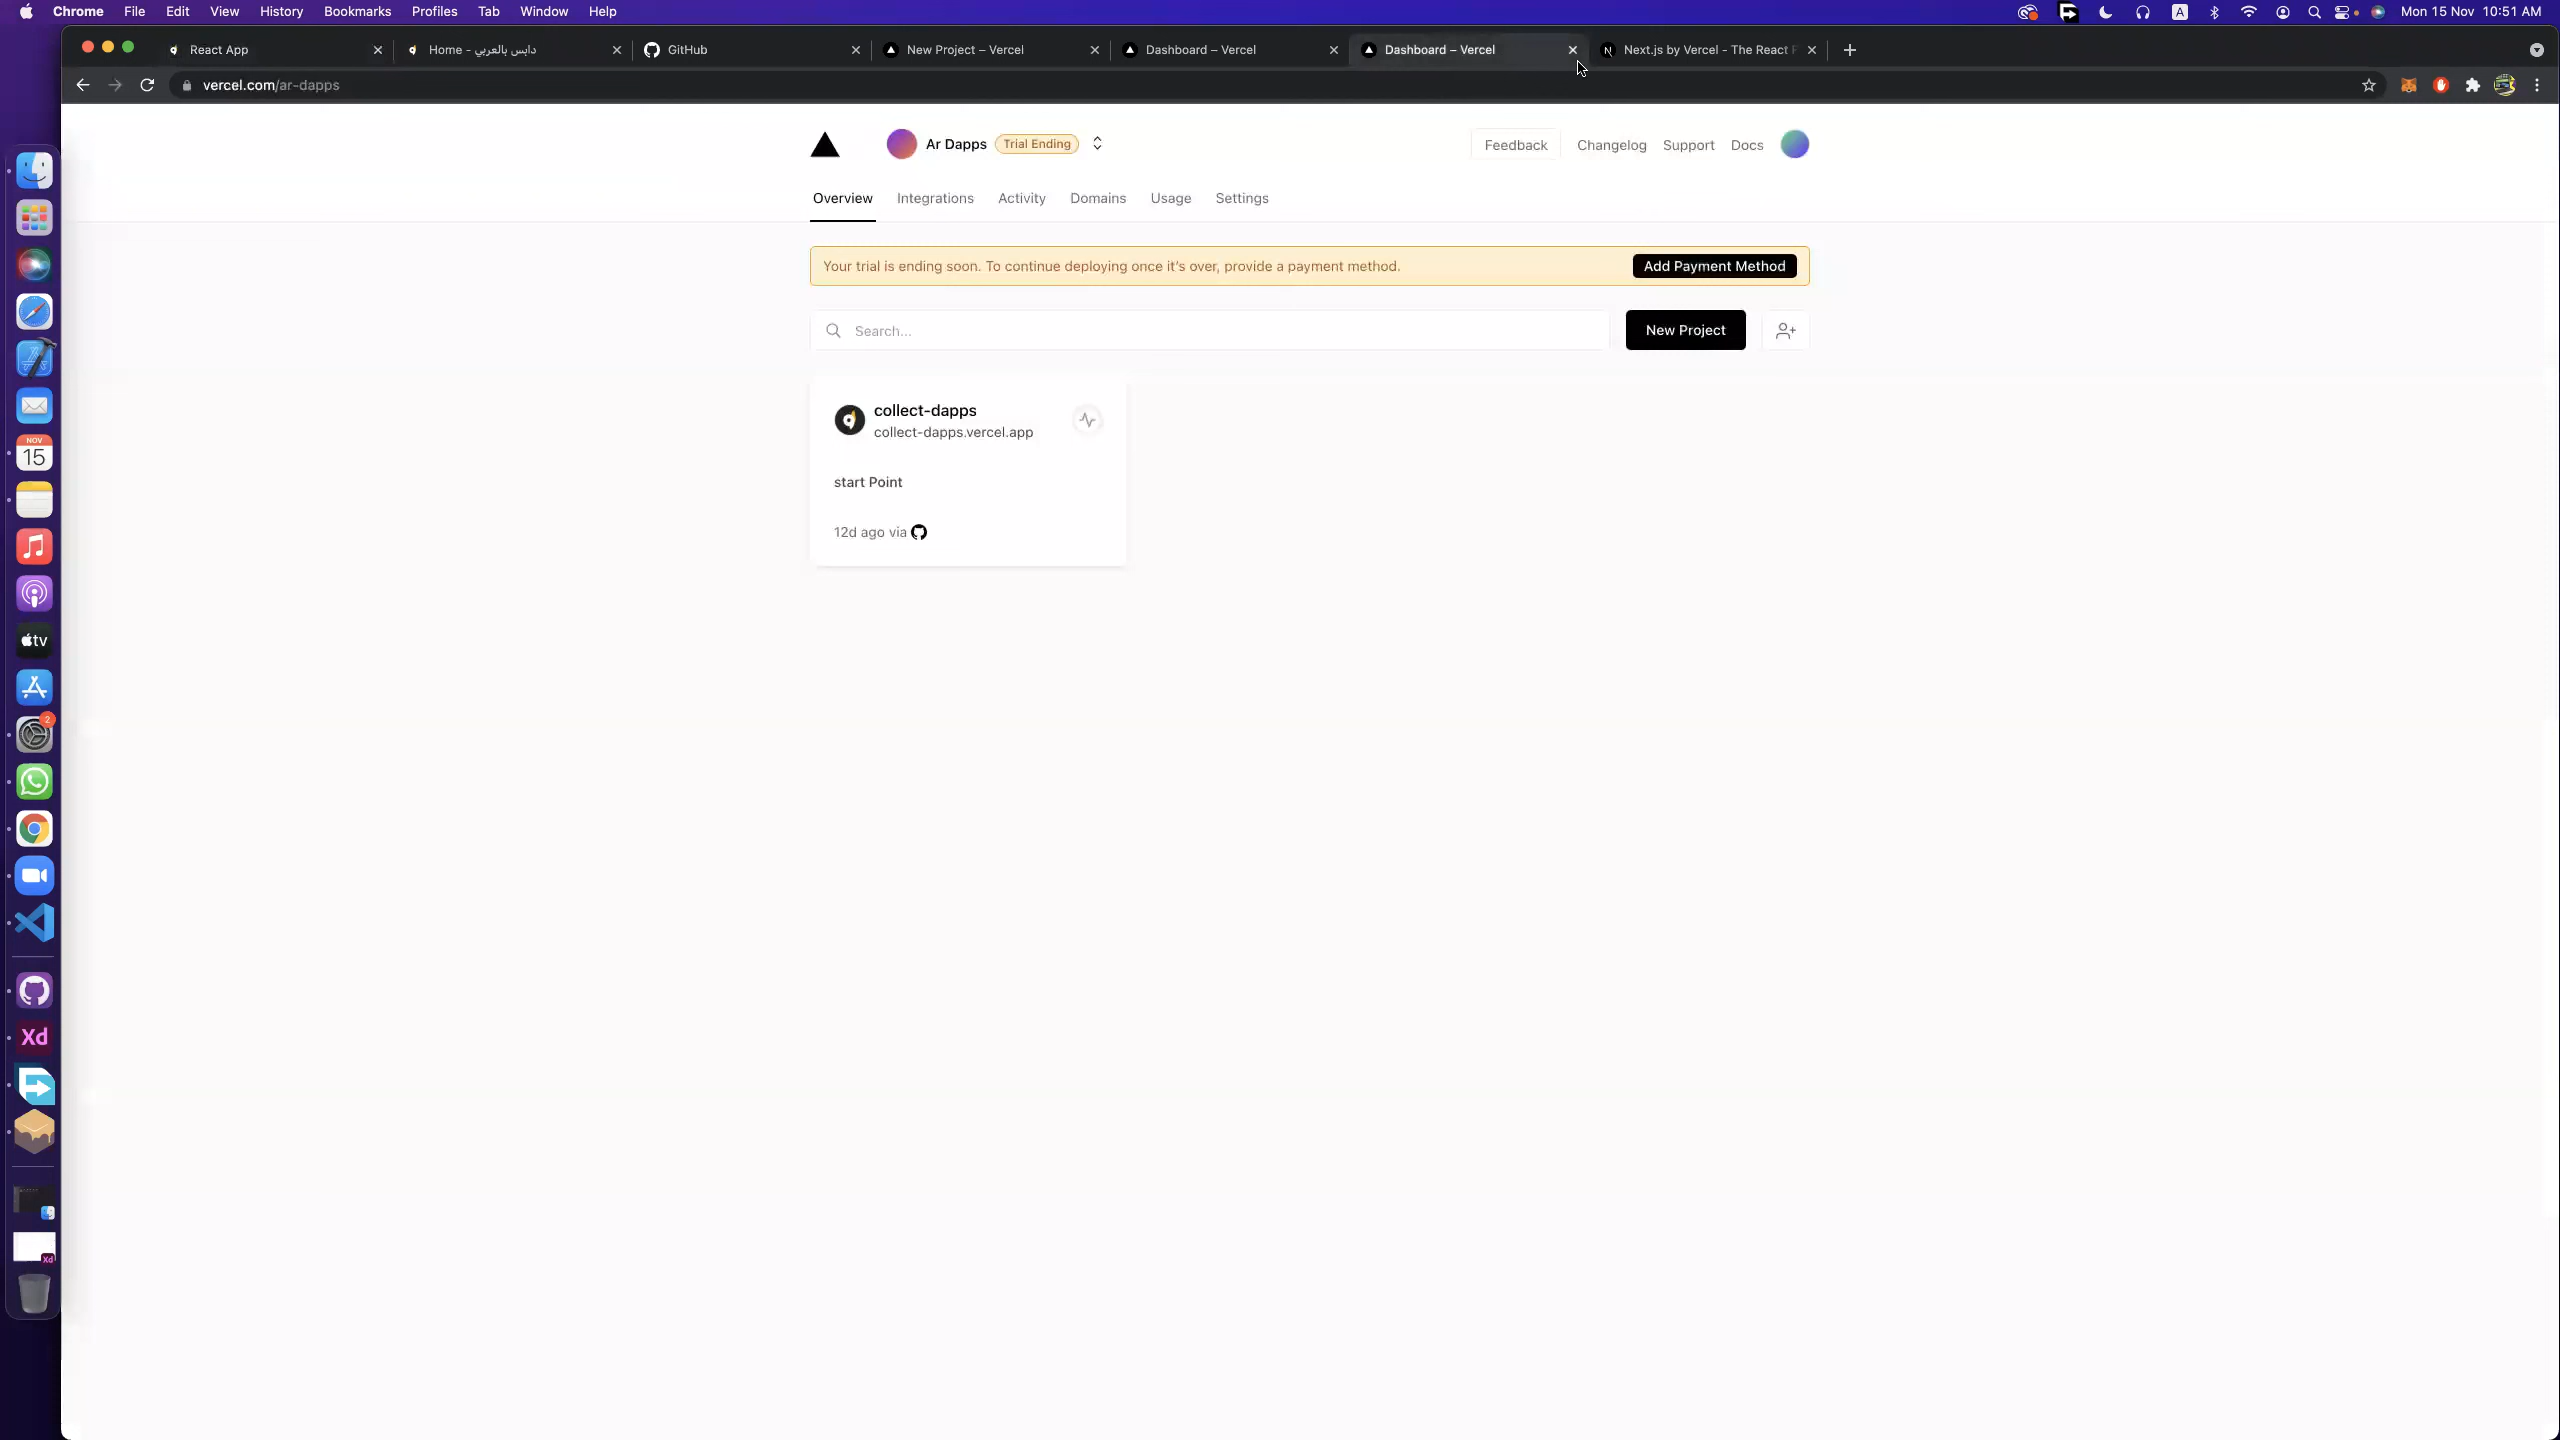 Chrome File Edit View History Bookmarks Profiles Tab Window Help
A
Mon 15 Nov 10:51 AM
React App
Home - دابس بالعربي
GitHub
New Project – Vercel
Dashboard – Vercel
Dashboard – Vercel
Next.js by Vercel - The React F
vercel.com/ar-dapps
Ar Dapps Trial Ending
Feedback Changelog Support Docs
Overview Integrations Activity Domains Usage Settings
Your trial is ending soon. To continue deploying once it's over, provide a payment method.
Add Payment Method
Search...
New Project
collect-dapps
collect-dapps.vercel.app
start Point
12d ago via
NOV
15
tv
2
Xd
Xd